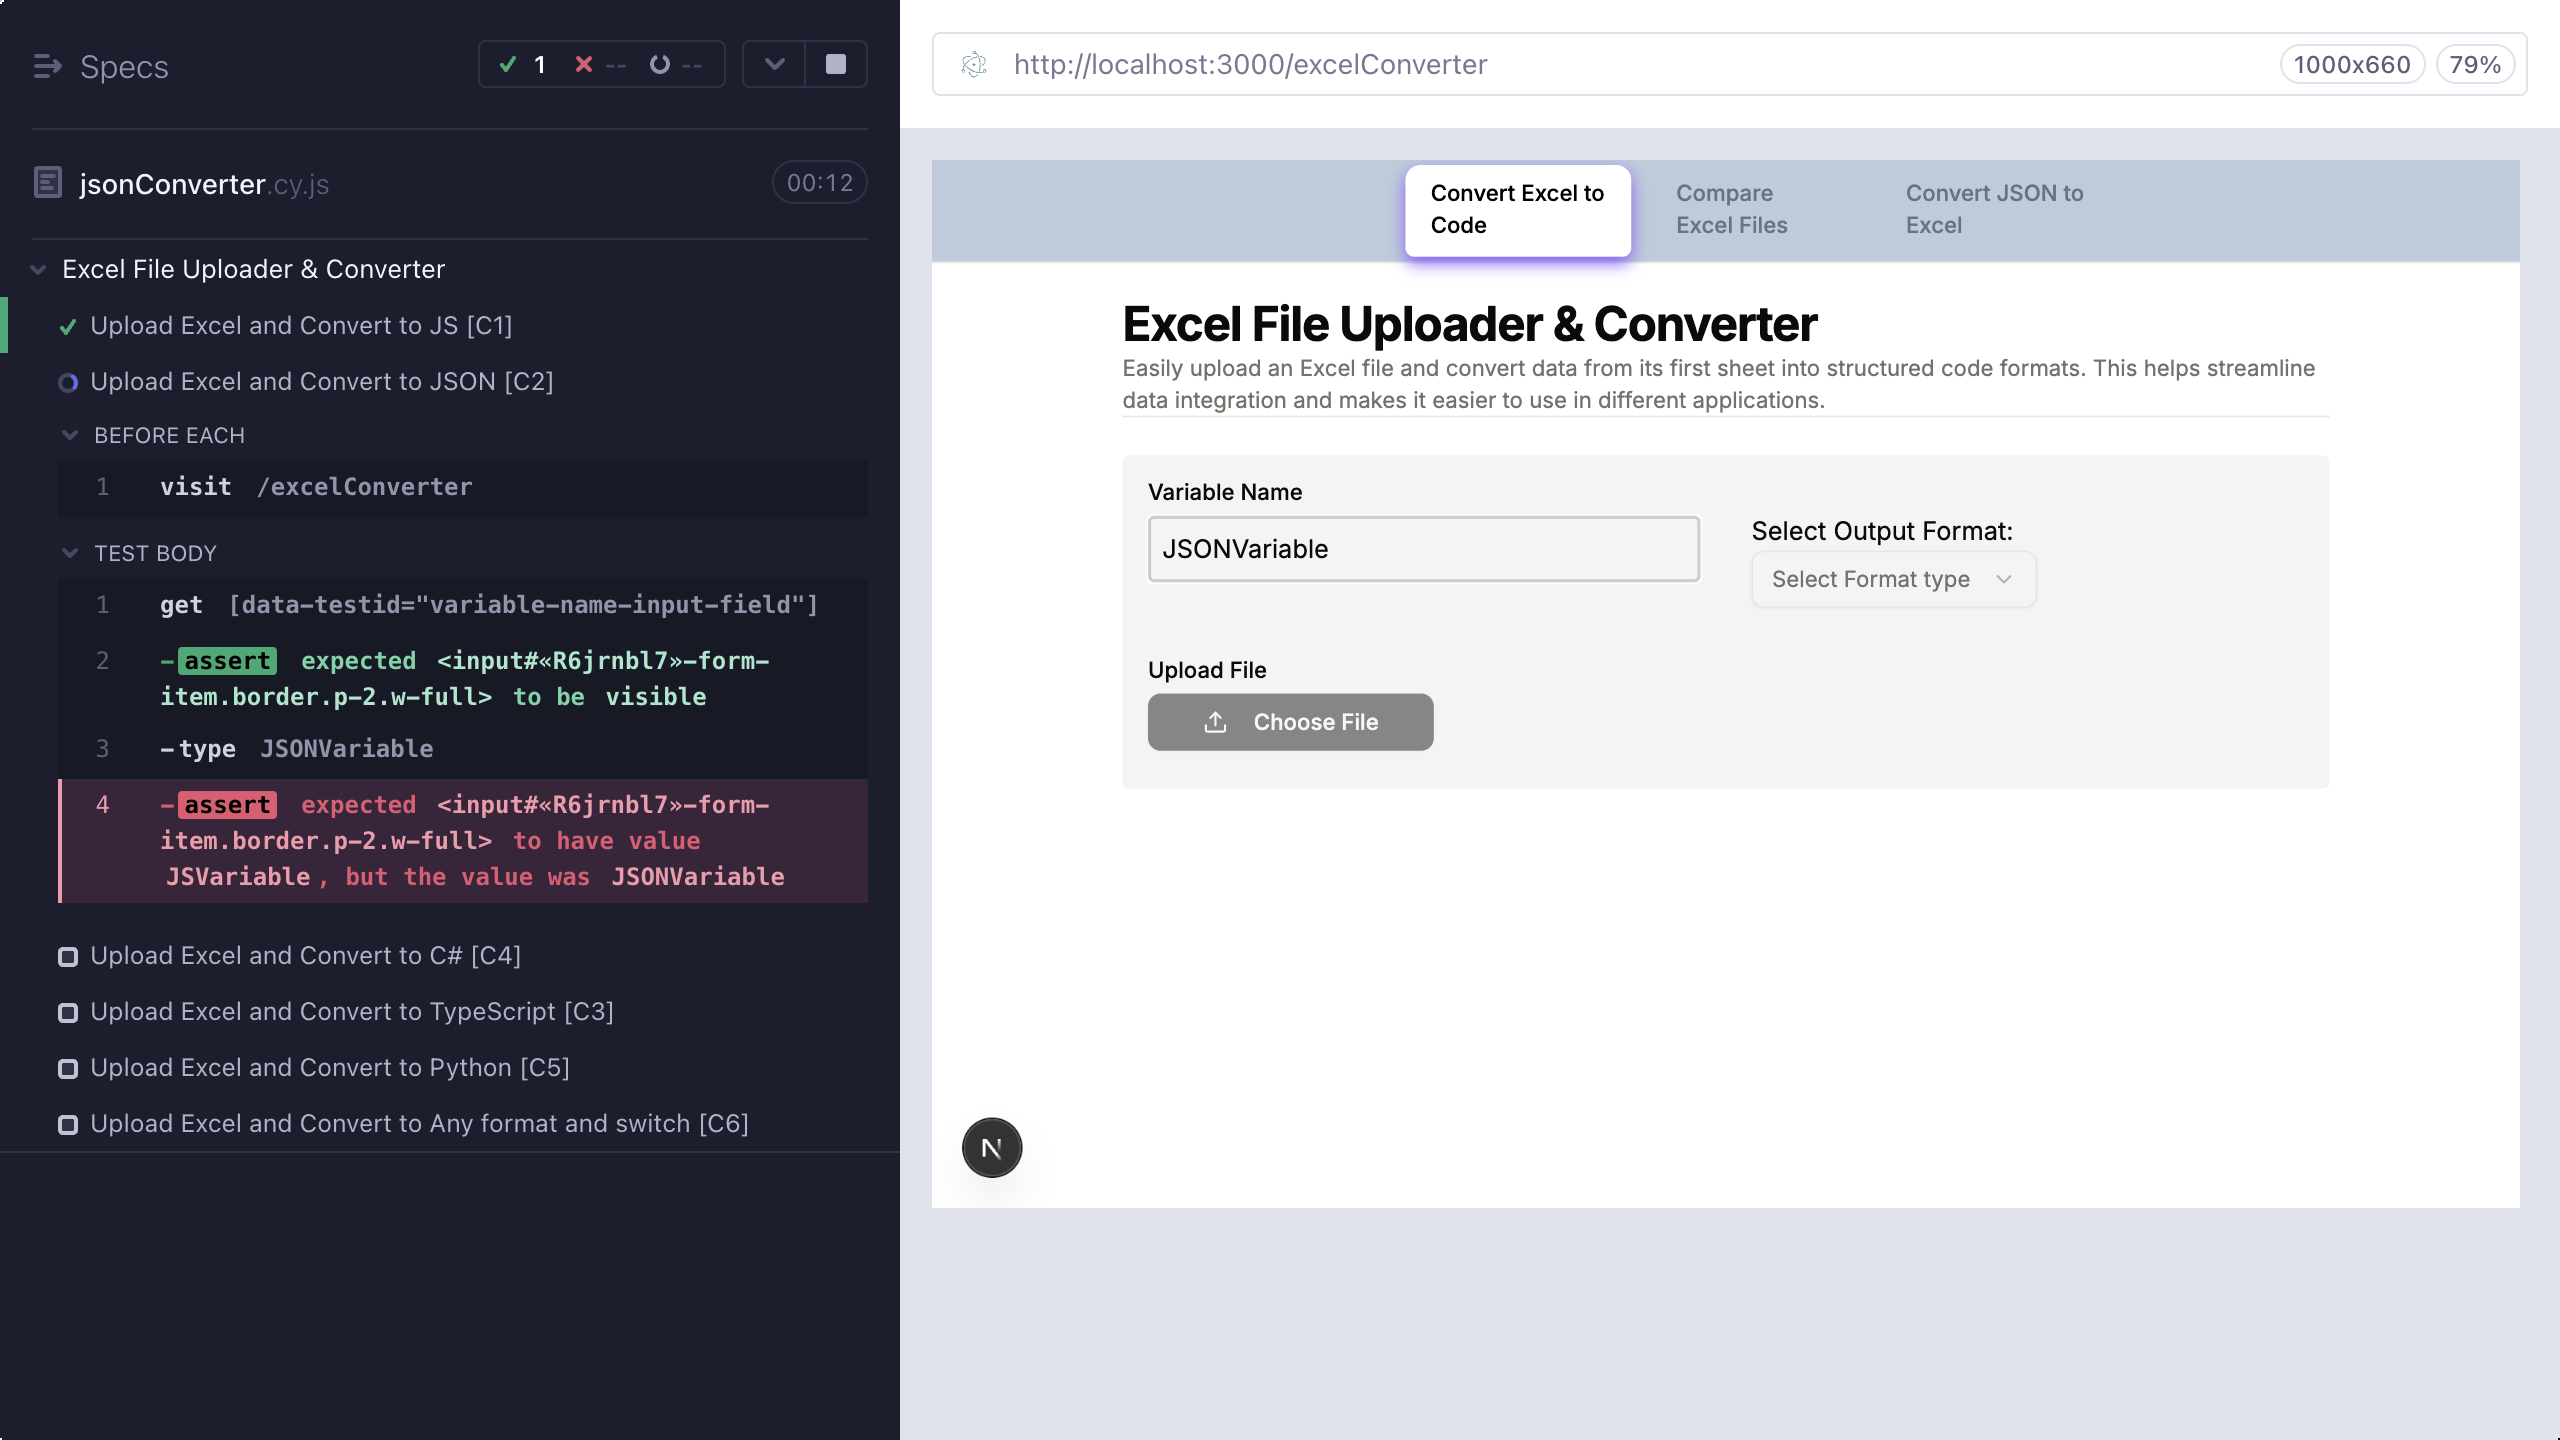 Specs
1 -- --
jsonConverter.cy.js
00:12
Excel File Uploader & Converter
Upload Excel and Convert to JS [C1]
Upload Excel and Convert to JSON [C2]
BEFORE EACH
1 visit /excelConverter
TEST BODY
1 get [data-testid="variable-name-input-field"]
2 -assert expected <input#«R6jrnbl7»-form-
item.border.p-2.w-full> to be visible
3 -type JSONVariable
4 -assert expected <input#«R6jrnbl7»-form-
item.border.p-2.w-full> to have value
JSVariable, but the value was JSONVariable
Upload Excel and Convert to C# [C4]
Upload Excel and Convert to TypeScript [C3]
Upload Excel and Convert to Python [C5]
Upload Excel and Convert to Any format and switch [C6]
http://localhost:3000/excelConverter
1000x660
79%
Convert Excel to
Code
Compare
Excel Files
Convert JSON to
Excel
Excel File Uploader & Converter
Easily upload an Excel file and convert data from its first sheet into structured code formats. This helps streamline
data integration and makes it easier to use in different applications.
Variable Name
JSONVariable
Select Output Format:
Select Format type
Upload File
Choose File
N